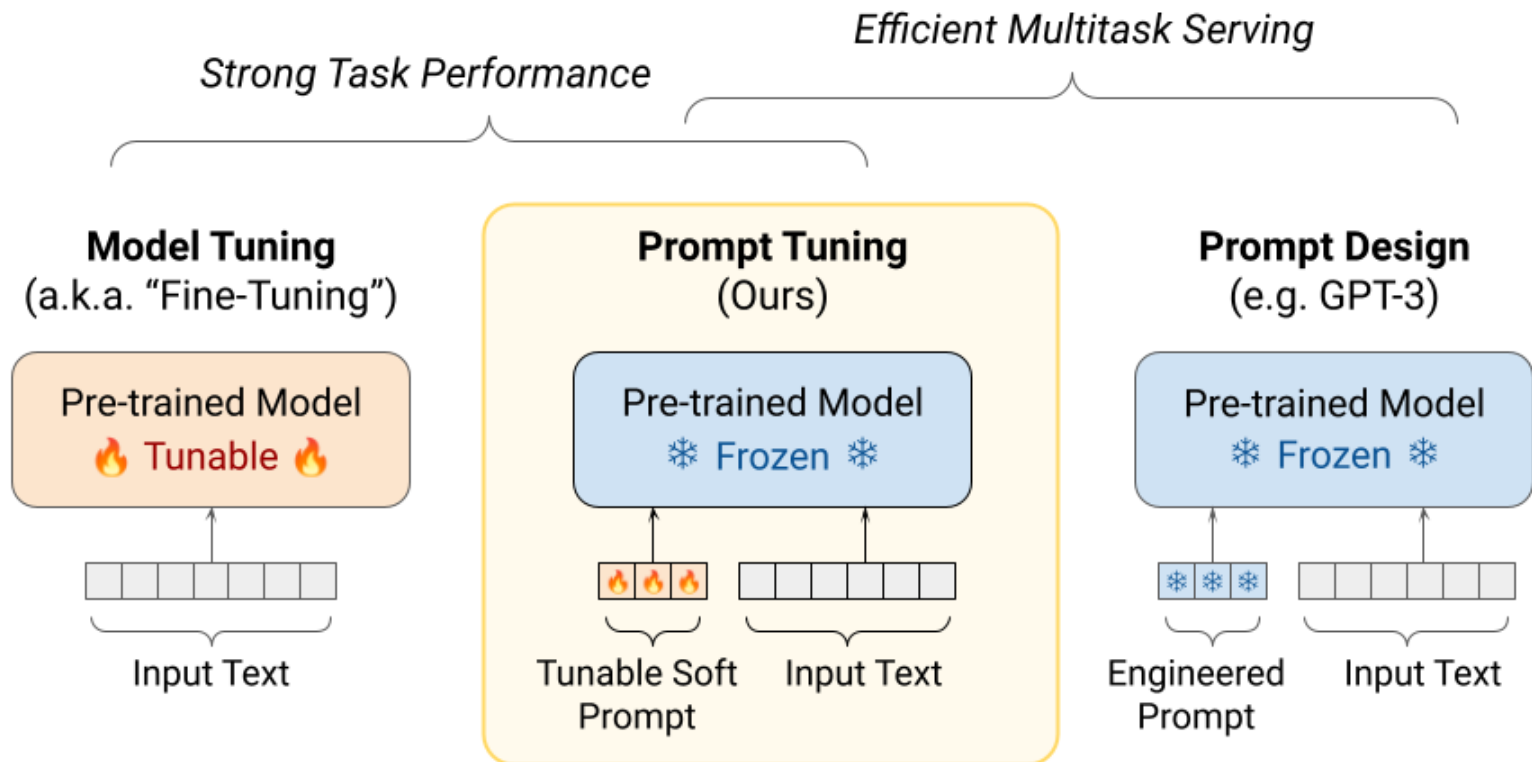 Efficient Multitask Serving
Strong Task Performance
Model Tuning
(a.k.a. “Fine-Tuning”)
Pre-trained Model
🔥 Tunable 🔥
Input Text
Prompt Tuning
(Ours)
Pre-trained Model
❄ Frozen ❄
Tunable Soft
Prompt
Input Text
Prompt Design
(e.g. GPT-3)
Pre-trained Model
❄ Frozen ❄
Engineered
Prompt
Input Text